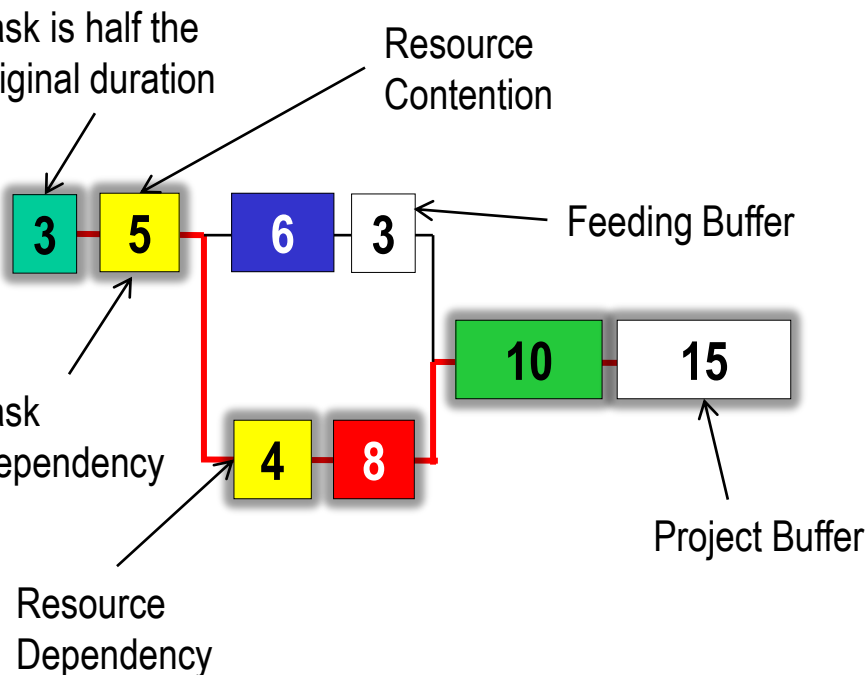 ask is half the
iginal duration
Resource
Contention
3 5 6 3
Feeding Buffer
10 15
ask
ependency
4 8
Project Buffer
Resource
Dependency